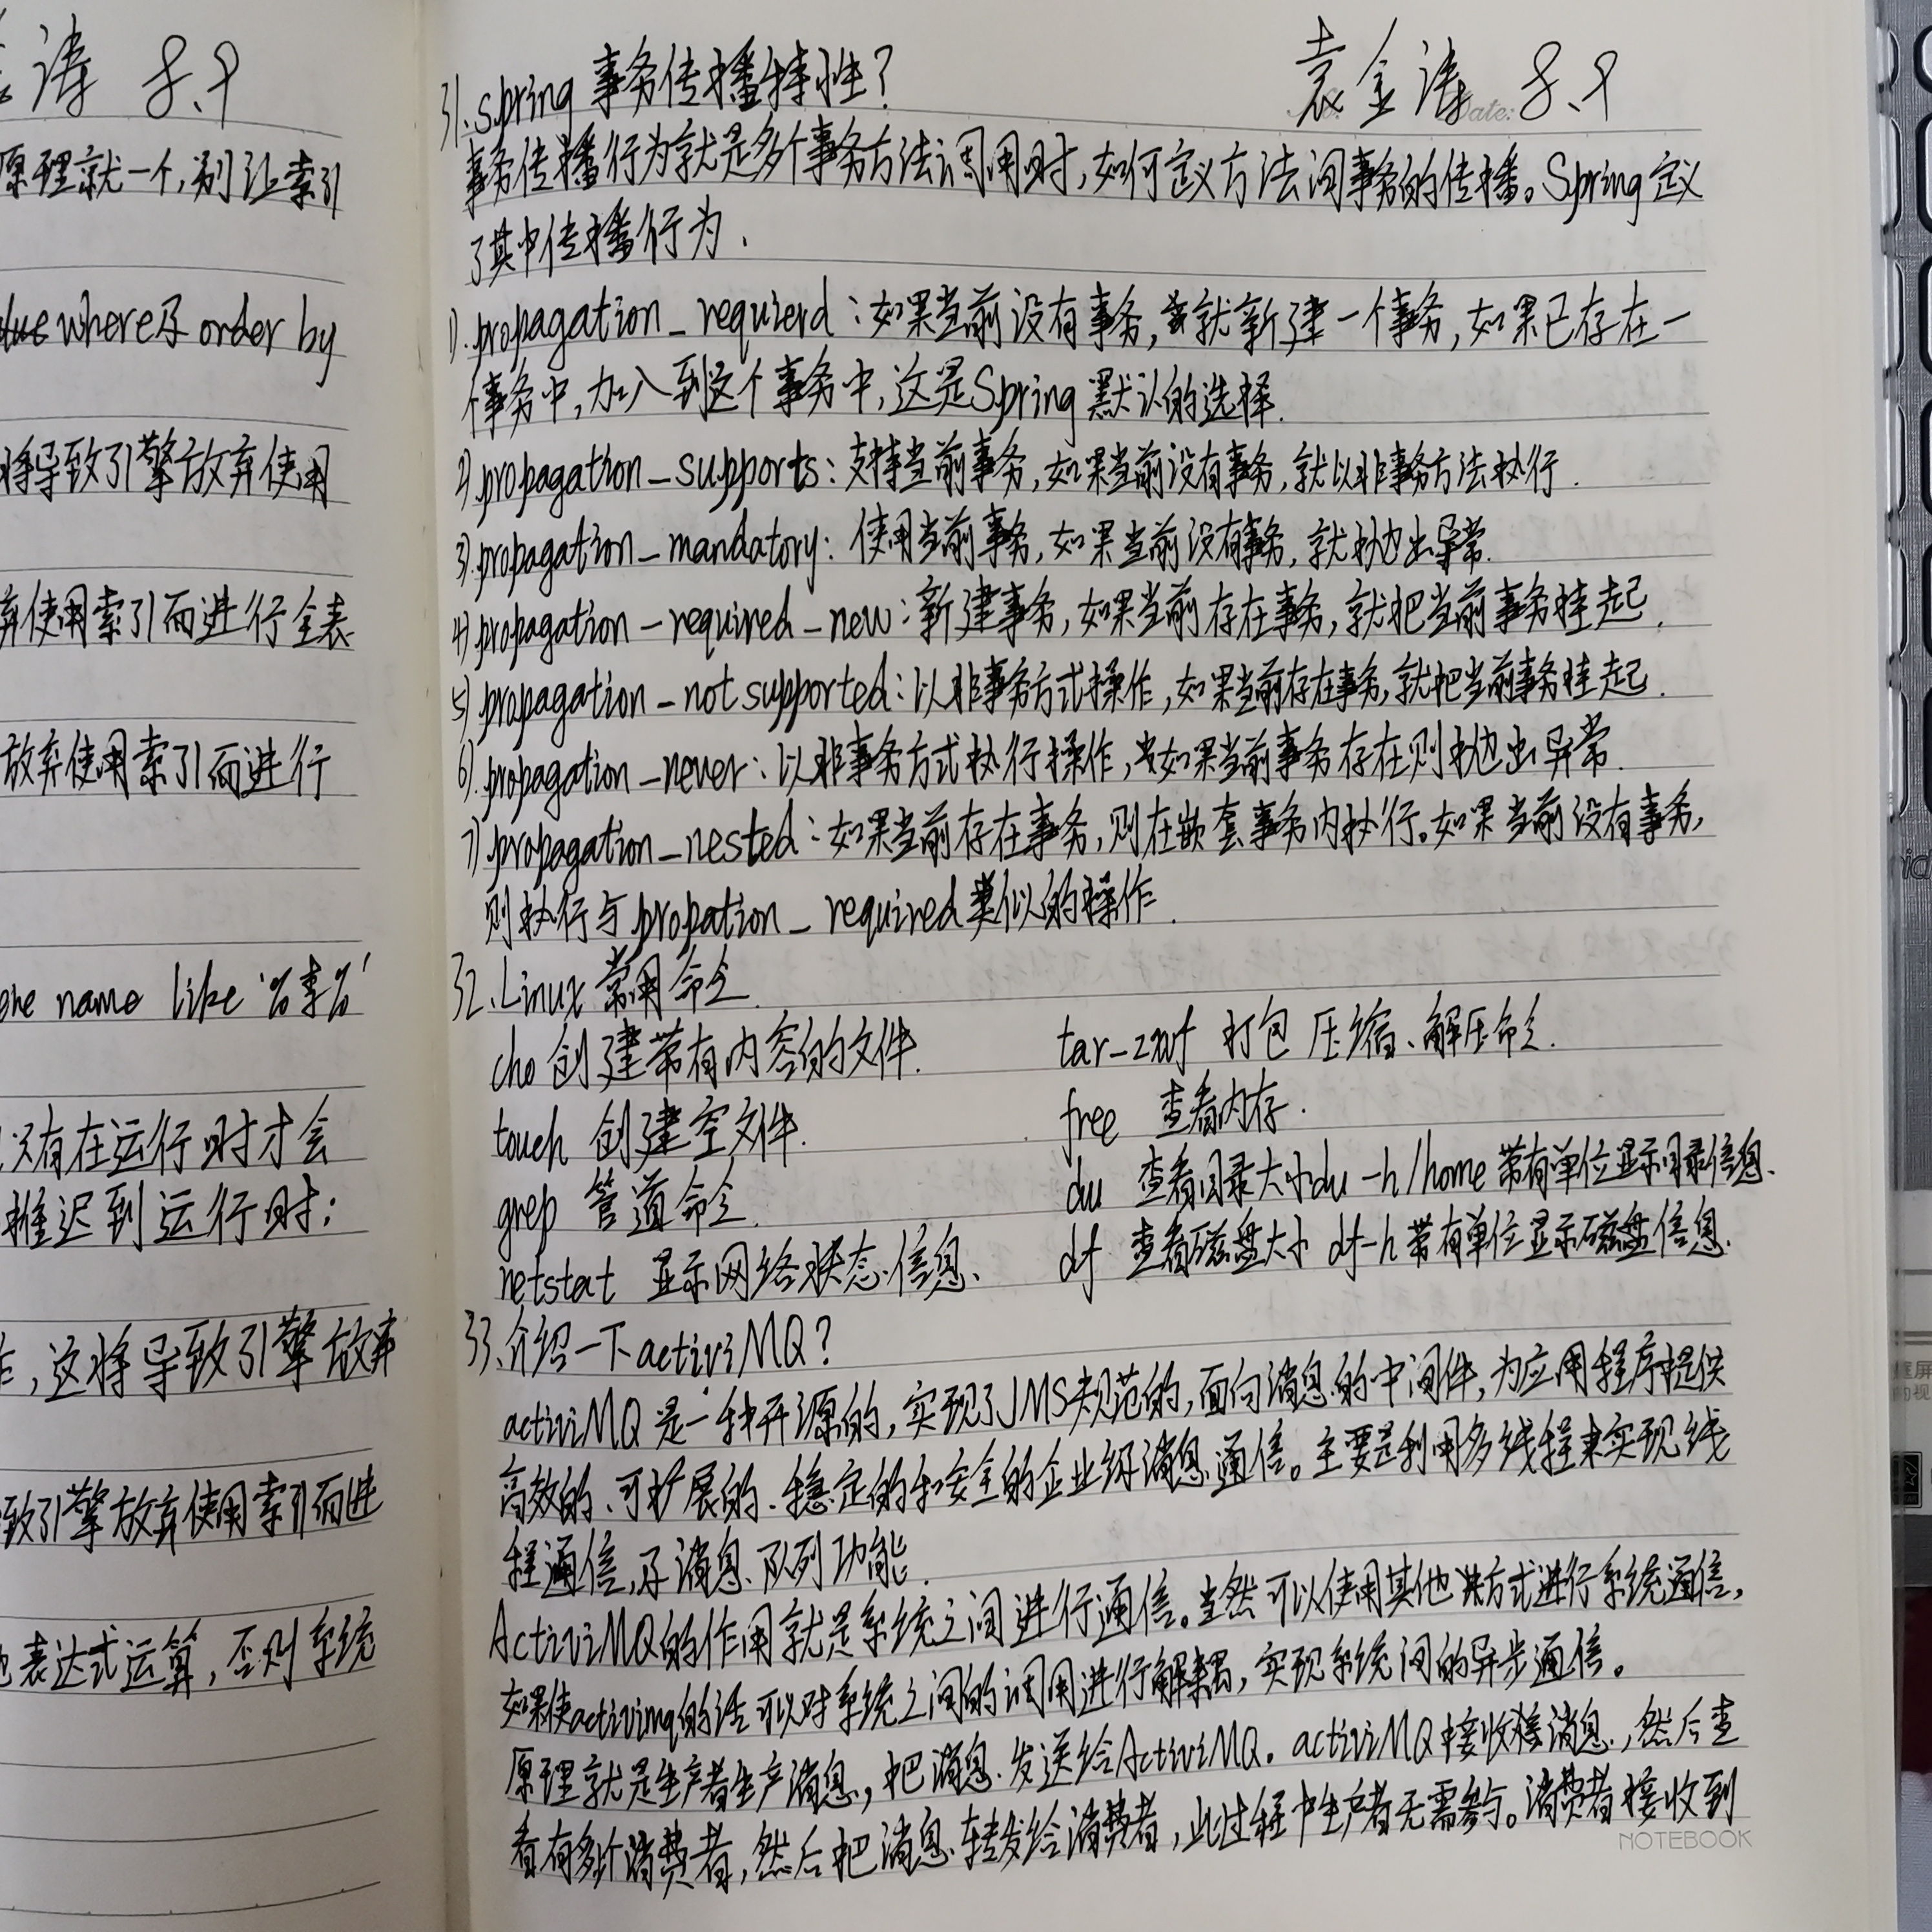 涛 8.9
原理就一个,别让索引
where及 order by
将导致引擎放弃使用
弃使用索引而进行全表
放弃使用索引而进行
name like '%李%'
只有在运行时才会
推迟到运行时;
,这将导致引擎放弃
致引擎放弃使用索引而进
表达式运算,否则系统
袁金涛 8.9
Date:
31.spring 事务传播特性?
事务传播行为就是多个事务方法调用时,如何定义方法间事务的传播。Spring定义
了其中传播行为.
1).propagation_requierd:如果当前没有事务,就新建一个事务,如果已存在一
个事务中,加入到这个事务中,这是Spring默认的选择.
2).propagation_supports:支持当前事务,如果当前没有事务,就以非事务方法执行.
3).propagation_mandatory:使用当前事务,如果当前没有事务,就抛出异常.
4).propagation_required_new:新建事务,如果当前存在事务,就把当前事务挂起.
5).propagation_not supported:以非事务方式操作,如果当前存在事务,就把当前事务挂起.
6).propagation_never:以非事务方式执行操作,如果当前事务存在则抛出异常.
7).propagation_nested:如果当前存在事务,则在嵌套事务内执行。如果当前没有事务,
则执行与propation_required类似的操作.
32.Linux 常用命令.
cho 创建带有内容的文件. tar-zxvf 打包 压缩、解压命令.
touch 创建空文件. free 查看内存.
grep 管道命令. du 查看目录大小du -h /home 带有单位显示目录信息.
netstat 显示网络状态信息、 df 查看磁盘大小 df-h 带有单位显示磁盘信息.
33.介绍一下activiMQ?
activiMQ 是一种开源的,实现了JMS规范的,面向消息的中间件,为应用程序提供
高效的、可扩展的、稳定的和安全的企业级消息通信。主要是利用多线程来实现线
程通信,及消息队列功能.
ActiviMQ的作用就是系统之间进行通信。当然可以使用其他方式进行系统通信,
如果使activimq的话可以对系统之间的调用进行解耦,实现系统间的异步通信。
原理就是生产者生产消息,把消息发送给ActiviMQ。activiMQ接收消息,然后查
看有多少个消费者,然后把消息转发给消费者,此过程中生产者无需参与。消费者接收到
NOTEBOOK